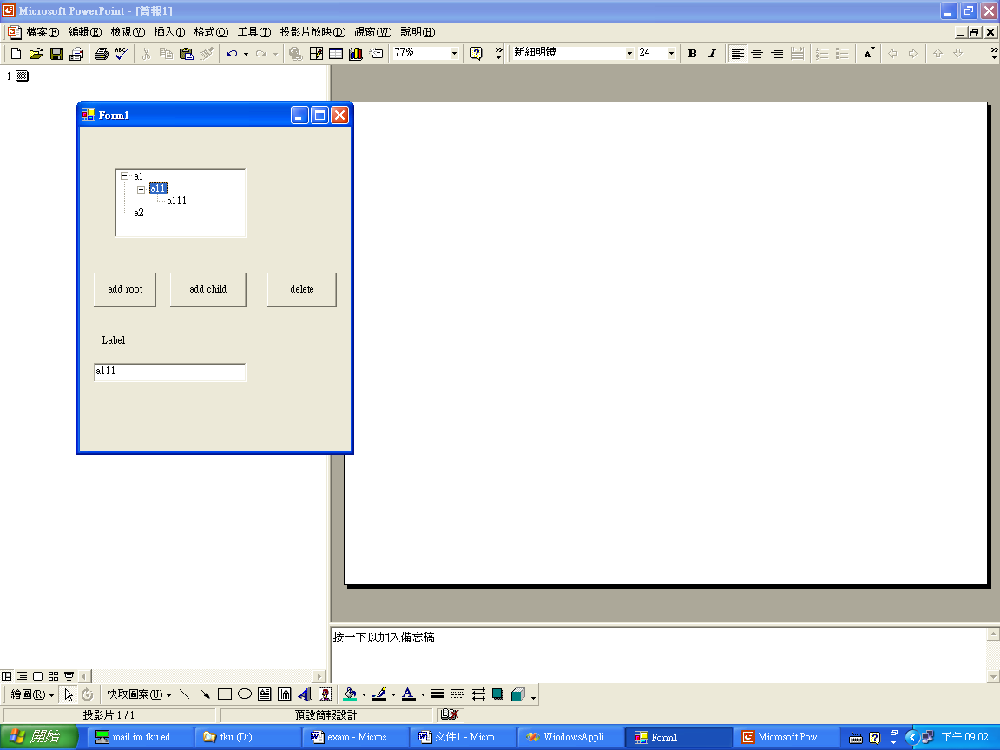 Microsoft PowerPoint - [簡報1]
檔案(F) 編輯(E) 檢視(V) 插入(I) 格式(O) 工具(T) 投影片放映(D) 視窗(W) 說明(H)
ABC 77% 新細明體 24 B I A
1
Form1
a1
a11
a111
a2
add root add child delete
Label
a111
按一下以加入備忘稿
繪圖(R) 快取圖案(U) A A
投影片 1 / 1 預設簡報設計
開始 mail.im.tku.ed... tku (D:) exam - Micros... 文件1 - Micro... WindowsAppli... Form1 Microsoft Pow... 下午 09:02